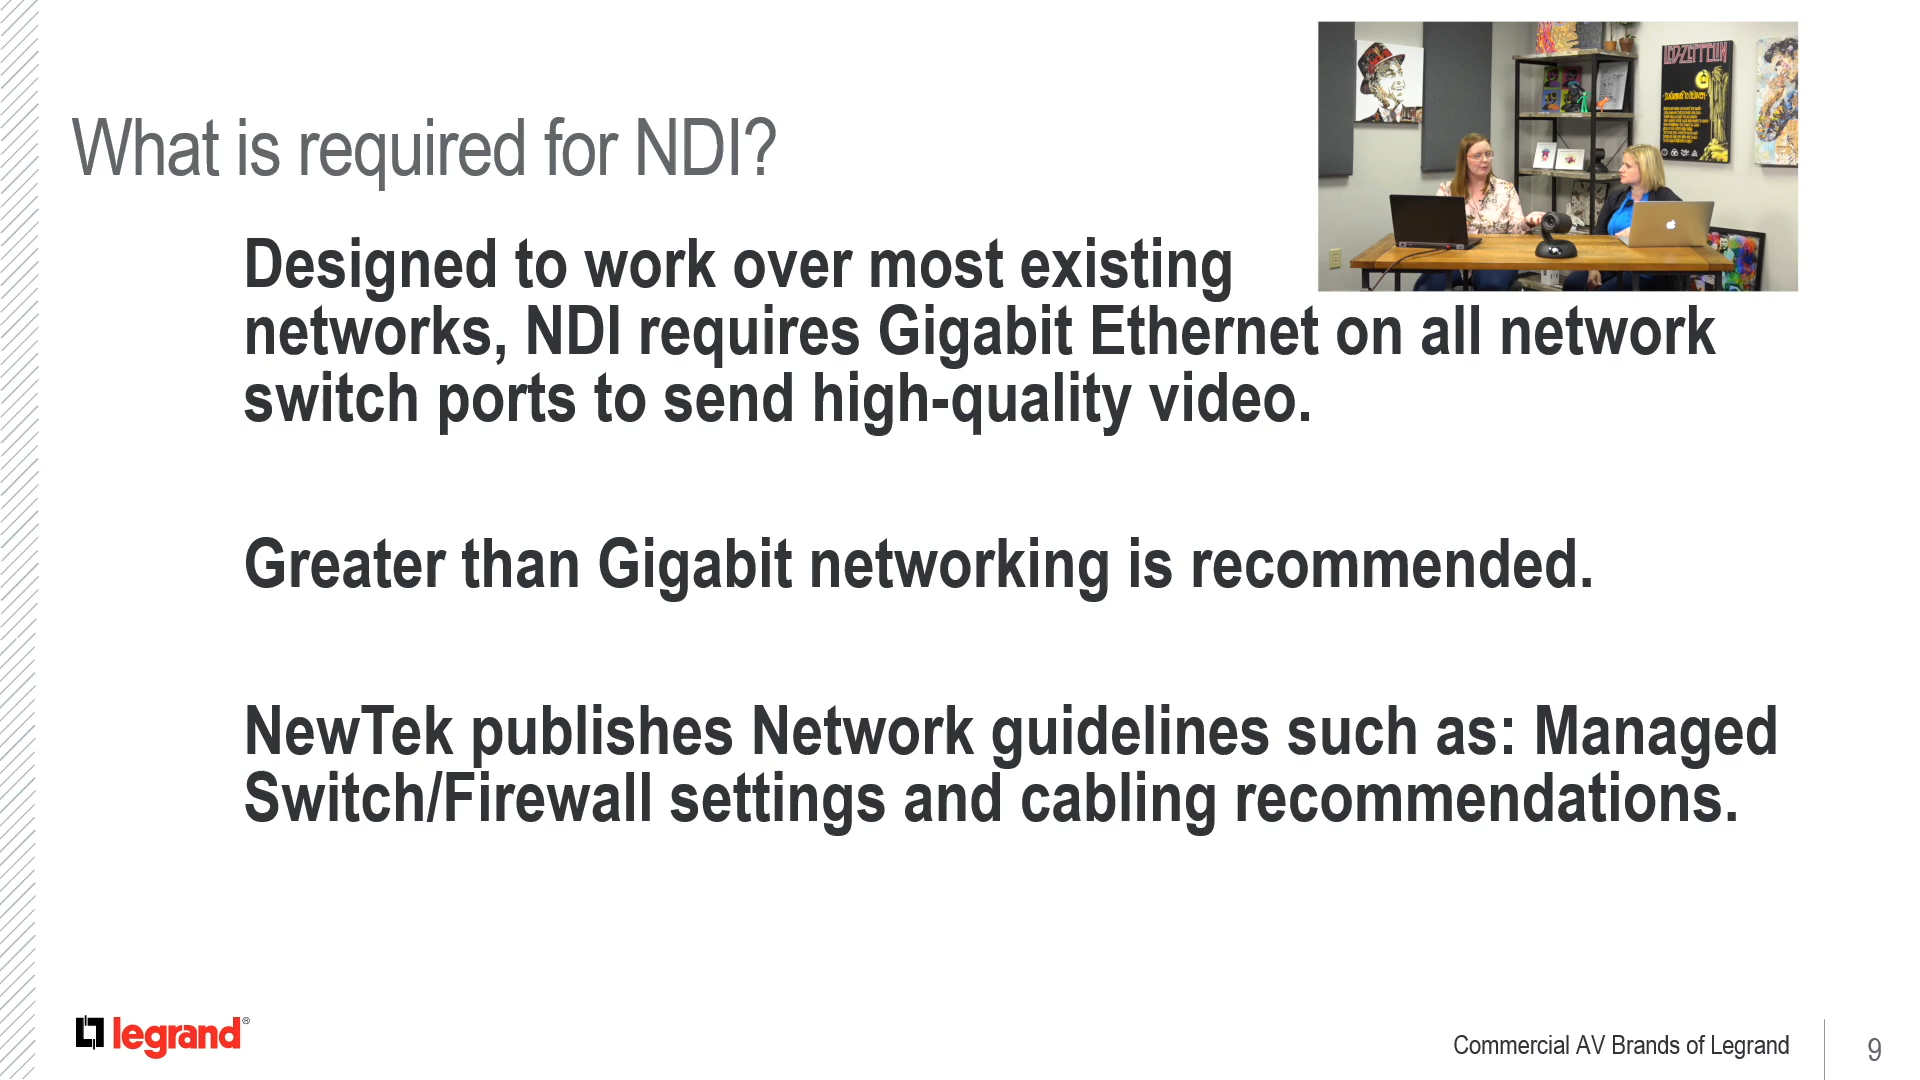 What is required for NDI?
LED-ZEPPELIN
Designed to work over most existing
networks, NDI requires Gigabit Ethernet on all network
switch ports to send high-quality video.
Greater than Gigabit networking is recommended.
NewTek publishes Network guidelines such as: Managed
Switch/Firewall settings and cabling recommendations.
legrand®
Commercial AV Brands of Legrand
9